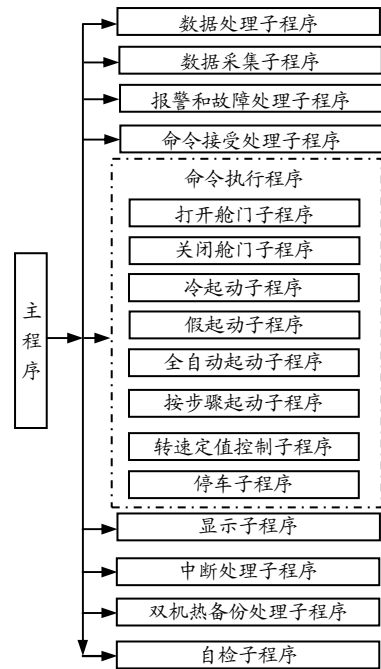 数据处理子程序
数据采集子程序
报警和故障处理子程序
命令接受处理子程序
命令执行程序
打开舱门子程序
关闭舱门子程序
冷起动子程序
假起动子程序
全自动起动子程序
按步骤起动子程序
转速定值控制子程序
停车子程序
主程序
显示子程序
中断处理子程序
双机热备份处理子程序
自检子程序